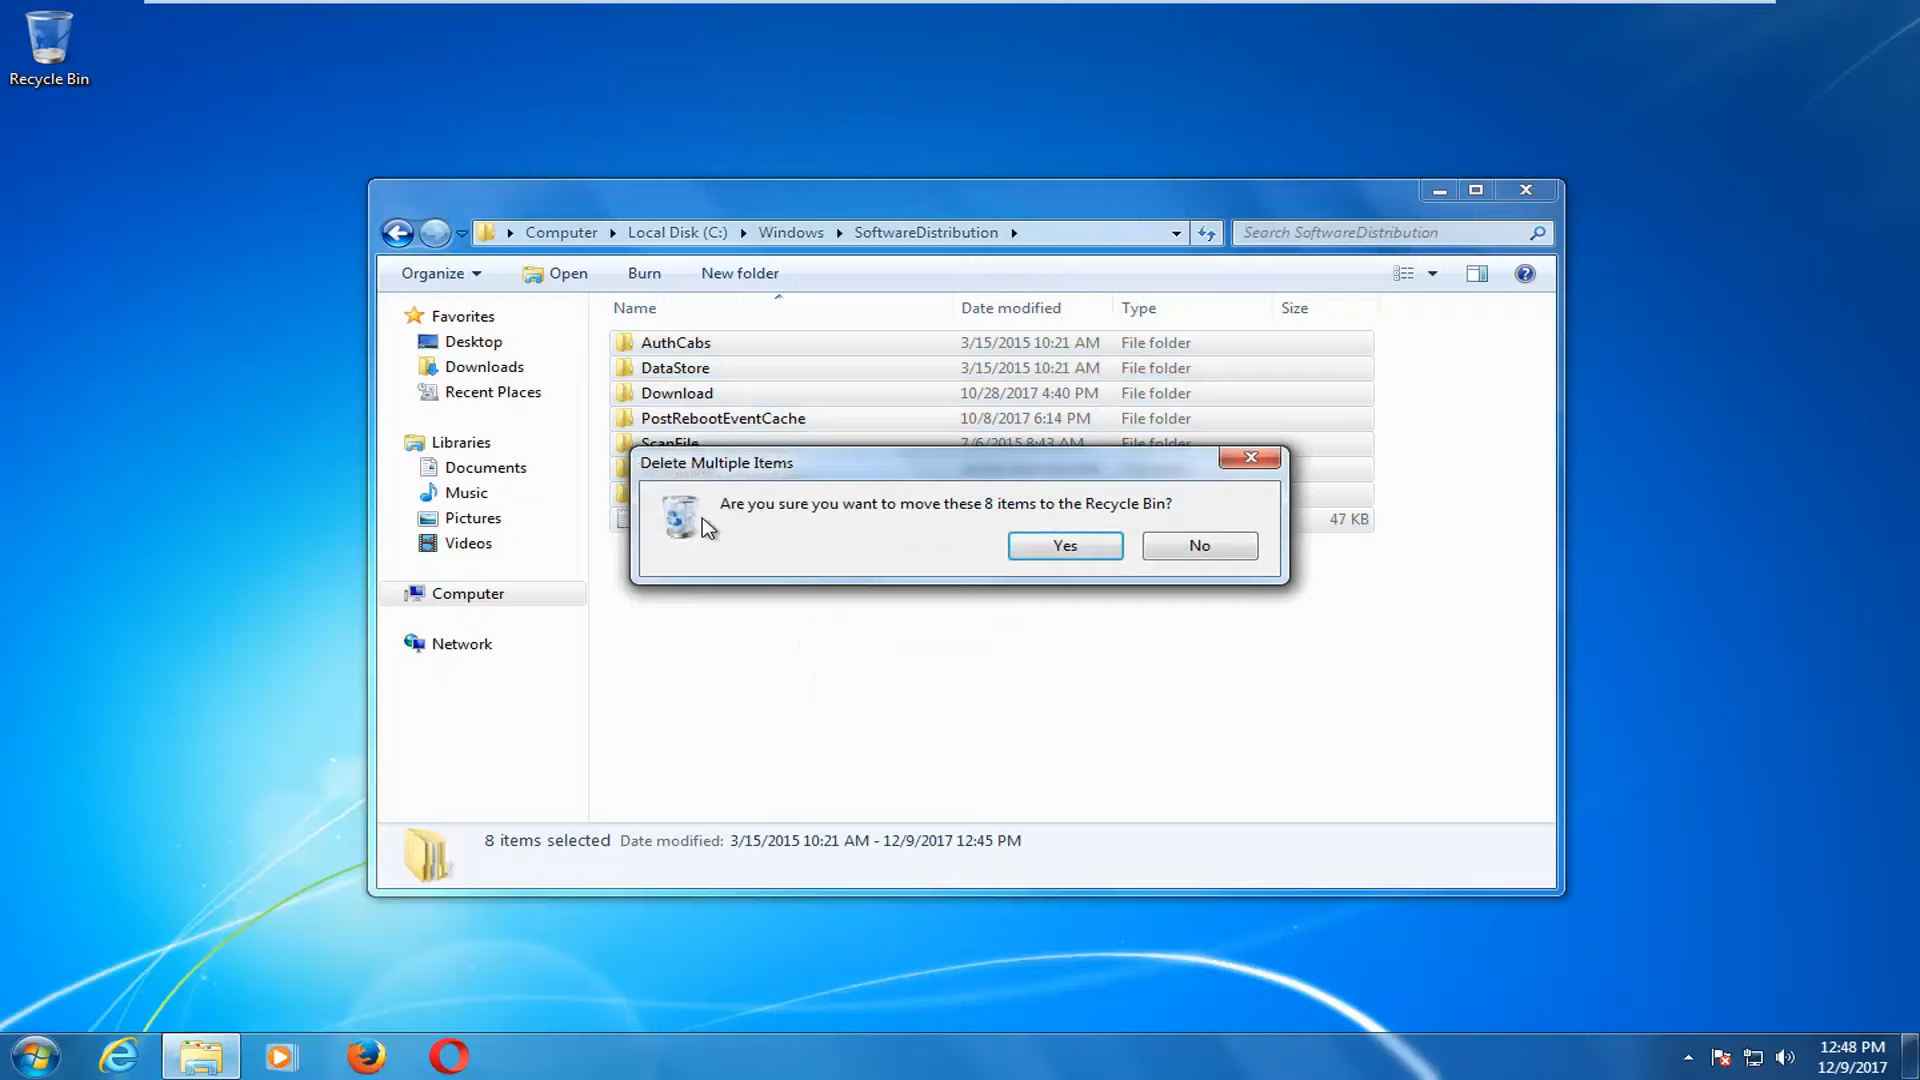 Recycle Bin
Computer
Local Disk (C:)
Windows
SoftwareDistribution
Search SoftwareDistribution
Organize
Open
Burn
New folder
Name
Date modified
Type
Size
Favorites
Desktop
Downloads
Recent Places
Libraries
Documents
Music
Pictures
Videos
Computer
Network
AuthCabs 3/15/2015 10:21 AM File folder
DataStore 3/15/2015 10:21 AM File folder
Download 10/28/2017 4:40 PM File folder
PostRebootEventCache 10/8/2017 6:14 PM File folder
ScanFile 7/6/2015 8:43 AM File folder
47 KB
Delete Multiple Items
Are you sure you want to move these 8 items to the Recycle Bin?
Yes
No
8 items selected Date modified: 3/15/2015 10:21 AM - 12/9/2017 12:45 PM
12:48 PM
12/9/2017